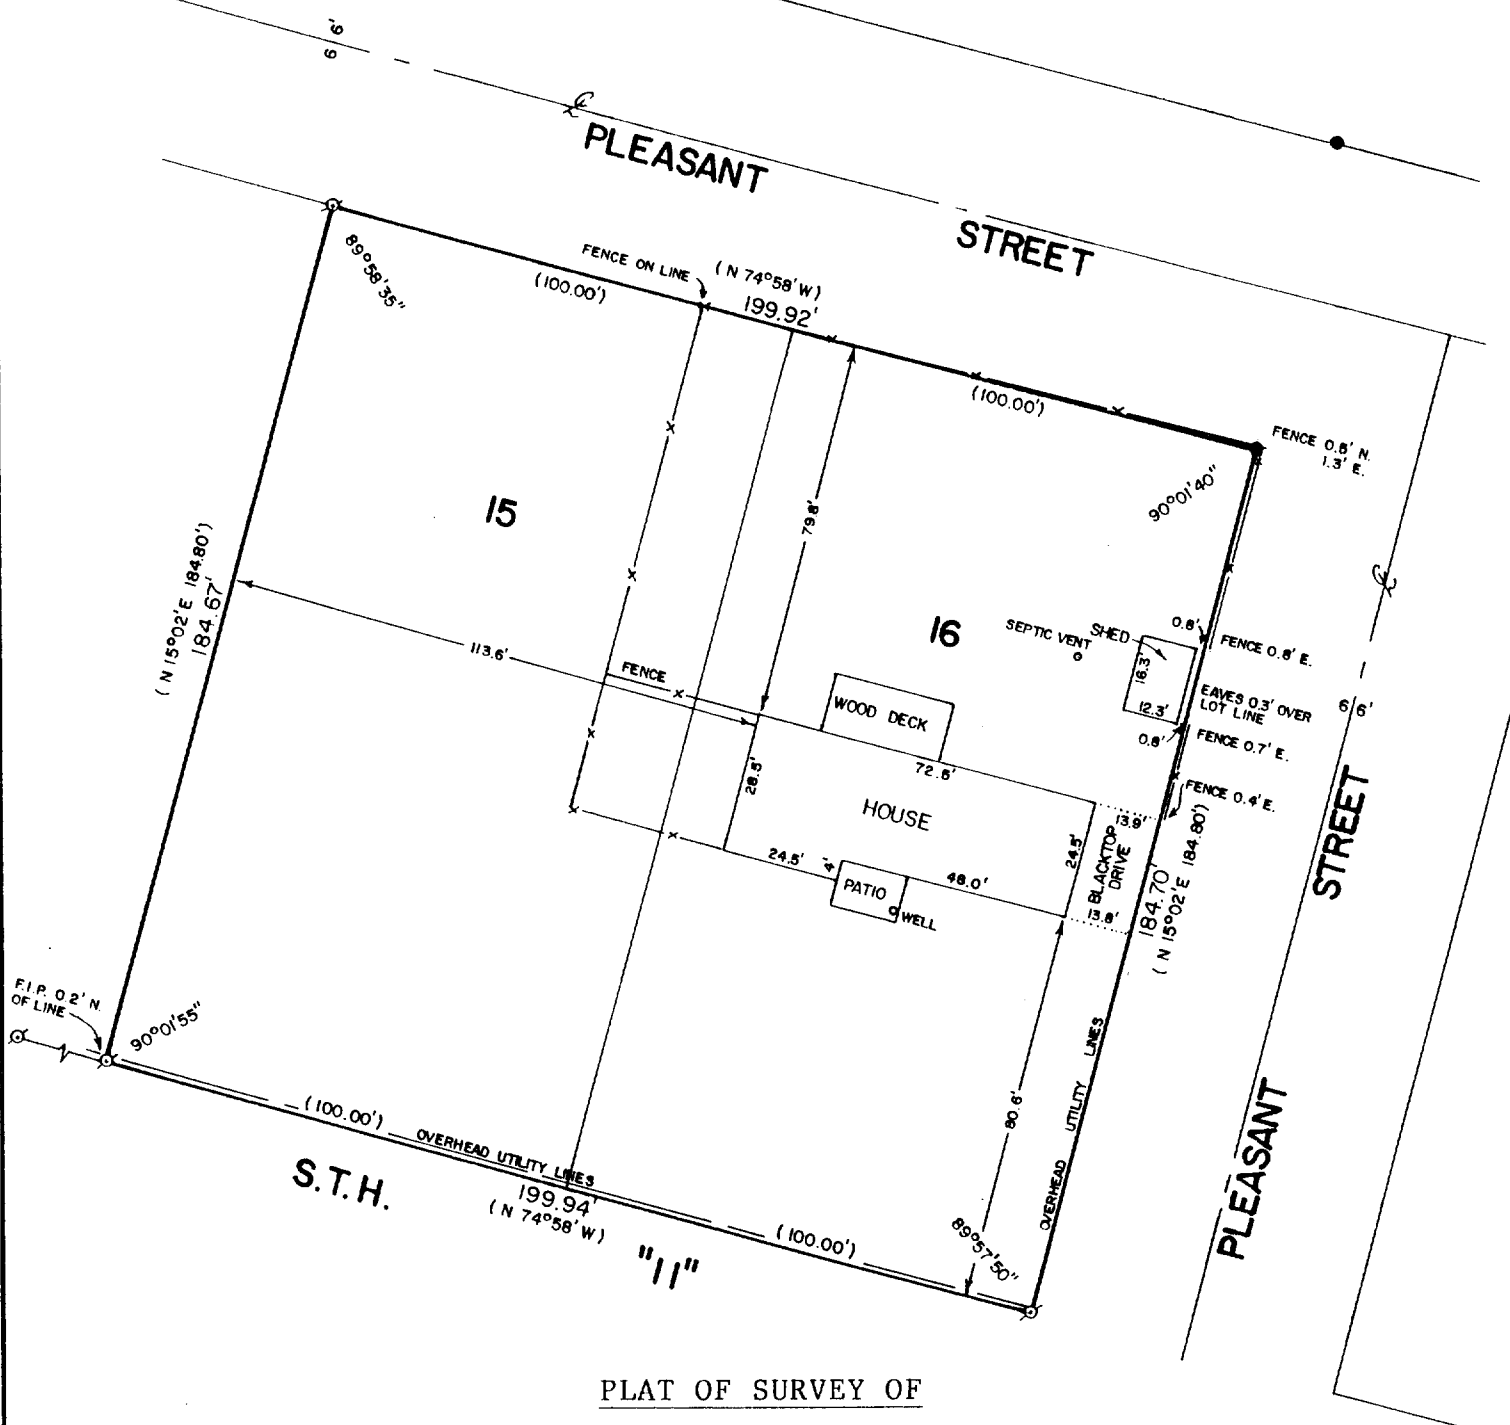 66'
PLEASANT
STREET
89°58'35"
FENCE ON LINE
(N 74°58'W)
(100.00')
199.92'
(100.00')
FENCE 0.5' N.
1.3' E.
90°01'40"
15
79.8'
(N 15°02'E 184.80')
184.67'
16
SEPTIC VENT
SHED
0.6'
FENCE 0.8' E.
113.6'
FENCE
16.3'
12.3'
EAVES 0.3' OVER
LOT LINE
66'
WOOD DECK
0.8'
FENCE 0.7' E.
72.5'
28.5'
FENCE 0.4' E.
HOUSE
13.9'
24.5'
BLACKTOP
DRIVE
24.5'
4'
PATIO
48.0'
13.8'
WELL
184.70'
(N 15°02'E 184.80')
STREET
F.I.P. 0.2' N.
OF LINE
90°01'55"
OVERHEAD UTILITY LINES
80.6'
(100.00')
OVERHEAD UTILITY LINES
PLEASANT
S.T.H.
199.94'
(N 74°58'W)
(100.00')
89°57'50"
"11"
PLAT OF SURVEY OF